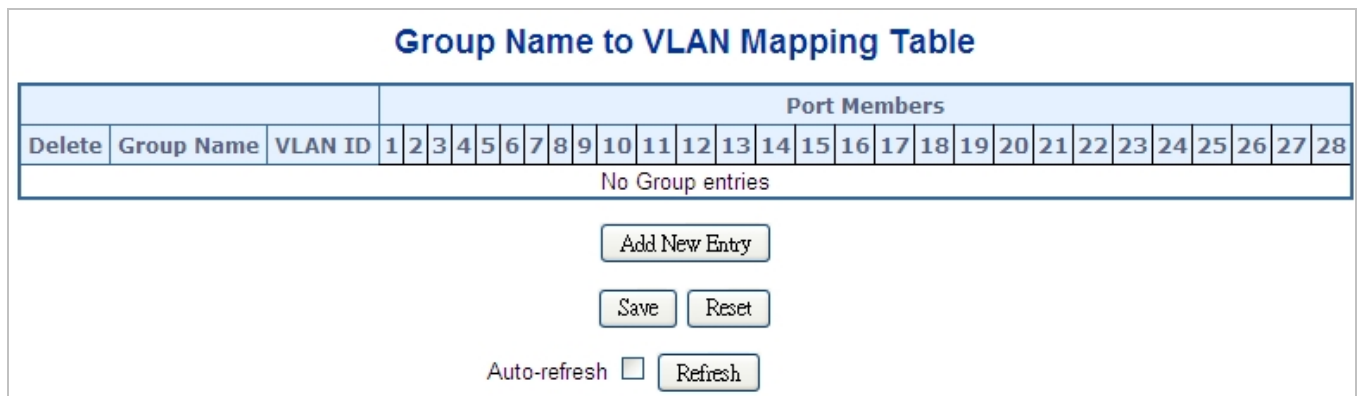 Group Name to VLAN Mapping Table
Port Members
Delete Group Name VLAN ID 1 2 3 4 5 6 7 8 9 10 11 12 13 14 15 16 17 18 19 20 21 22 23 24 25 26 27 28
No Group entries
Add New Entry
Save Reset
Auto-refresh Refresh